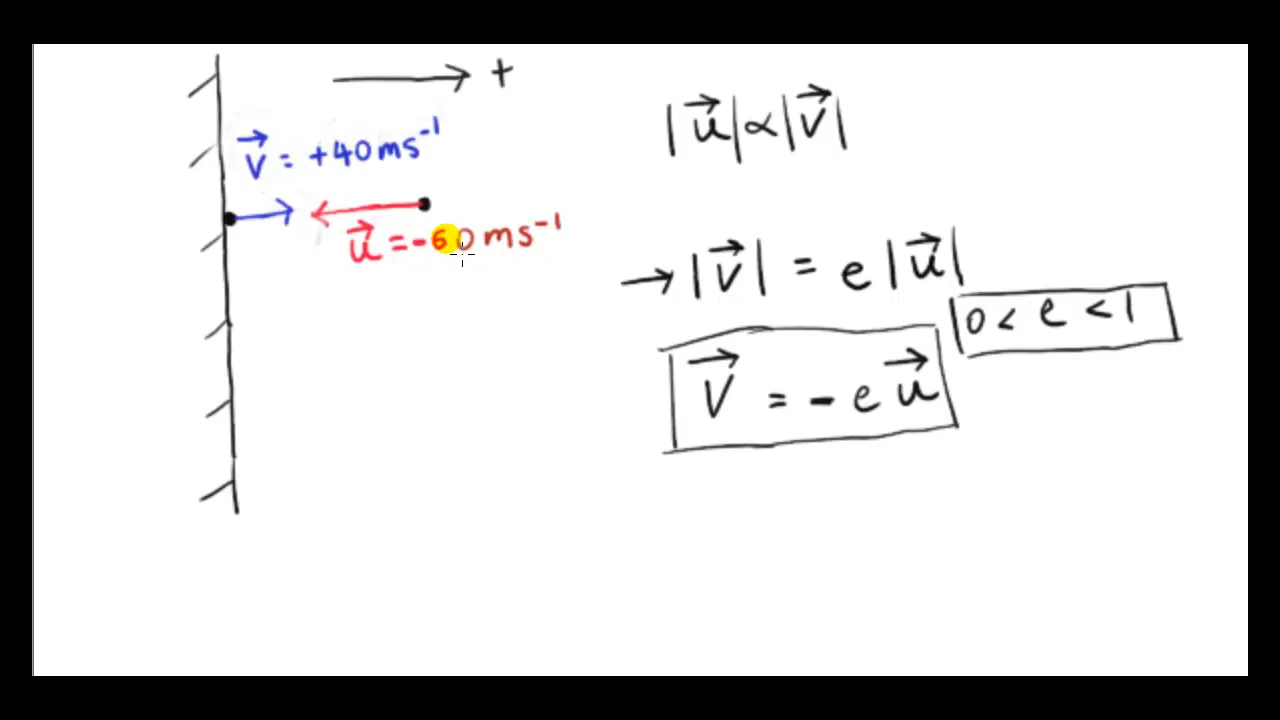 +
|u⃗| ∝ |v⃗|
v⃗ = +40ms⁻¹
u⃗ = -60ms⁻¹
→ |v⃗| = e|u⃗|
0 < e < 1
v⃗ = -eu⃗